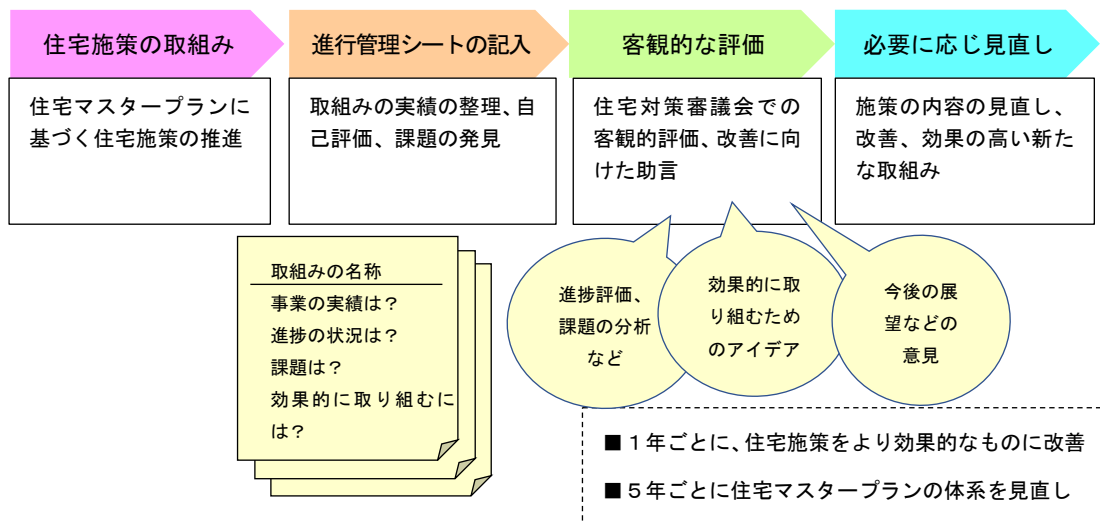 住宅施策の取組み
進行管理シートの記入
客観的な評価
必要に応じ見直し
住宅マスタープランに
基づく住宅施策の推進
取組みの実績の整理、自
己評価、課題の発見
住宅対策審議会での
客観的評価、改善に向
けた助言
施策の内容の見直し、
改善、効果の高い新た
な取組み
取組みの名称
事業の実績は？
進捗の状況は？
課題は？
効果的に取り組むに
は？
進捗評価、
課題の分析
など
効果的に取
り組むため
のアイデア
今後の展
望などの
意見
■１年ごとに、住宅施策をより効果的なものに改善
■５年ごとに住宅マスタープランの体系を見直し